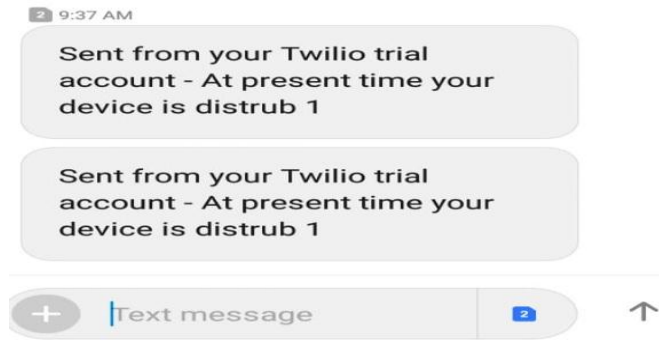 2 9:37 AM
Sent from your Twilio trial
account - At present time your
device is distrub 1
Sent from your Twilio trial
account - At present time your
device is distrub 1
Text message
2